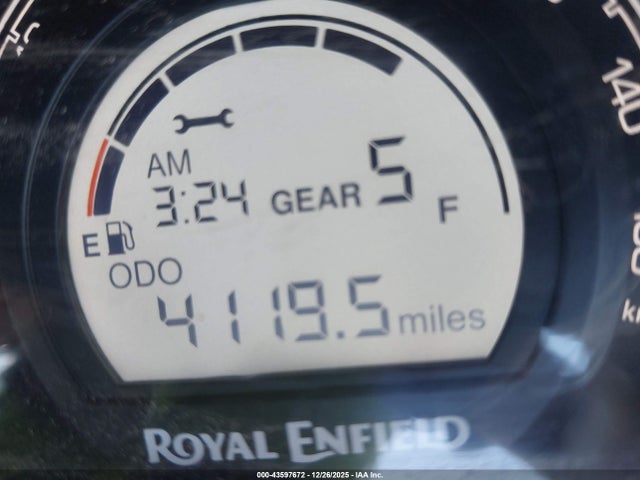 140
AM
3:24 GEAR 5
E F
ODO
4119.5 miles
ROYAL ENFIELD
000-43597672 - 12/26/2025 - IAA Inc.